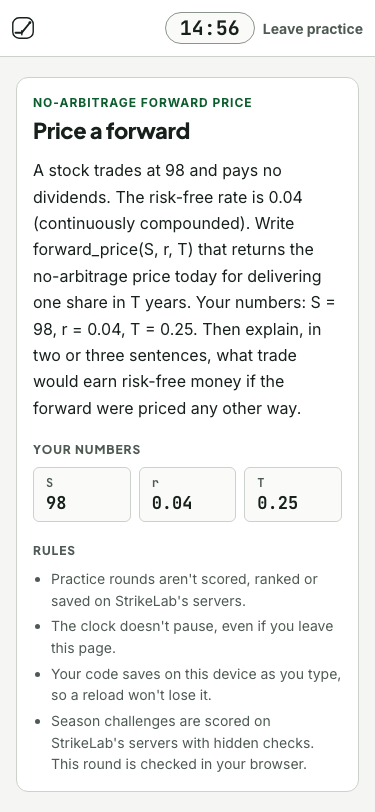 14:56
Leave practice
NO-ARBITRAGE FORWARD PRICE
Price a forward
A stock trades at 98 and pays no
dividends. The risk-free rate is 0.04
(continuously compounded). Write
forward_price(S, r, T) that returns the
no-arbitrage price today for delivering
one share in T years. Your numbers: S =
98, r = 0.04, T = 0.25. Then explain, in
two or three sentences, what trade
would earn risk-free money if the
forward were priced any other way.
YOUR NUMBERS
S
98
r
0.04
T
0.25
RULES
• Practice rounds aren't scored, ranked or
saved on StrikeLab's servers.
• The clock doesn't pause, even if you leave
this page.
• Your code saves on this device as you type,
so a reload won't lose it.
• Season challenges are scored on
StrikeLab's servers with hidden checks.
This round is checked in your browser.